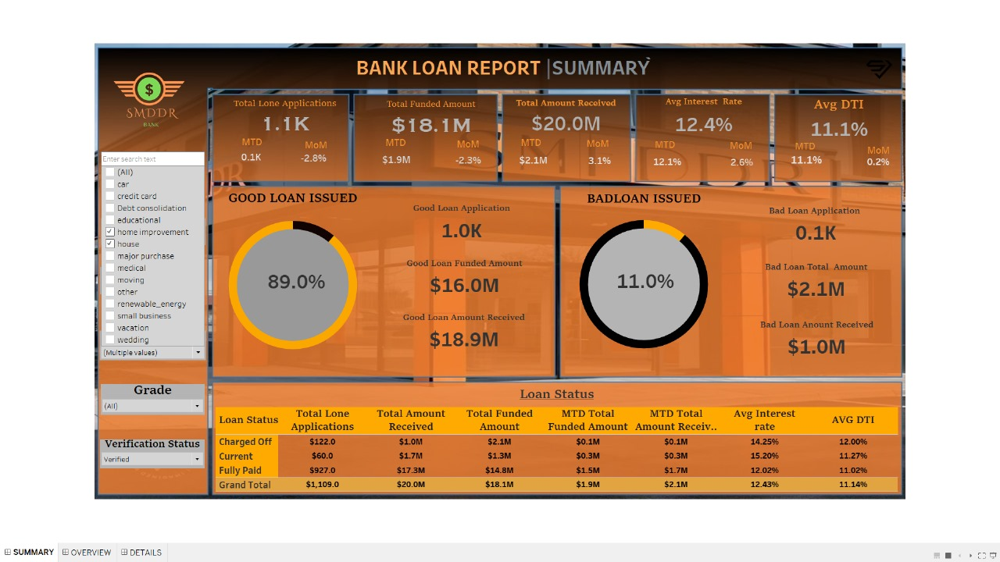 BANK LOAN REPORT |SUMMARY
$
SMDDR
BANK
Total Lone Applications
1.1K
MTD
MoM
0.1K
-2.8%
Total Funded Amount
$18.1M
MTD
MoM
$1.9M
-2.3%
Total Amount Received
$20.0M
MTD
MoM
$2.1M
3.1%
Avg Interest Rate
12.4%
MTD
MoM
12.1%
2.6%
Avg DTI
11.1%
MTD
MoM
11.1%
0.2%
Enter search text
(All)
car
credit card
Debt consolidation
educational
home improvement
house
major purchase
medical
moving
other
renewable_energy
small business
vacation
wedding
(Multiple values)
Grade
(All)
Verification Status
Verified
GOOD LOAN ISSUED
89.0%
Good Loan Application
1.0K
Good Loan Funded Amount
$16.0M
Good Loan Amount Received
$18.9M
BADLOAN ISSUED
11.0%
Bad Loan Application
0.1K
Bad Loan Total Amount
$2.1M
Bad Loan Anount Received
$1.0M
Loan Status
Loan Status Total Lone Applications Total Amount Received Total Funded Amount MTD Total Funded Amount MTD Total Amount Receiv.. Avg Interest rate AVG DTI
Charged Off $122.0 $1.0M $2.1M $0.1M $0.1M 14.25% 12.00%
Current $60.0 $1.7M $1.3M $0.3M $0.3M 15.20% 11.27%
Fully Paid $927.0 $17.3M $14.8M $1.5M $1.7M 12.02% 11.02%
Grand Total $1,109.0 $20.0M $18.1M $1.9M $2.1M 12.43% 11.14%
SUMMARY OVERVIEW DETAILS